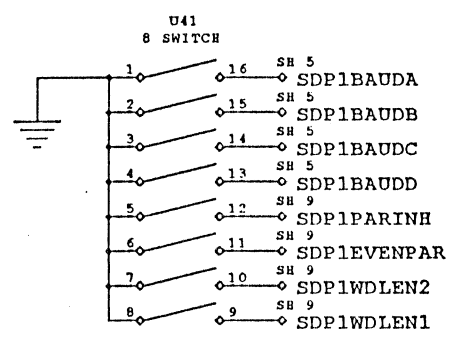 U41
8 SWITCH
1 16 SH 5 SDP1BAUDA
2 15 SH 5 SDP1BAUDB
3 14 SH 5 SDP1BAUDC
4 13 SH 5 SDP1BAUDD
5 12 SH 9 SDP1PARINH
6 11 SH 9 SDP1EVENPAR
7 10 SH 9 SDP1WDLEN2
8 9 SH 9 SDP1WDLEN1